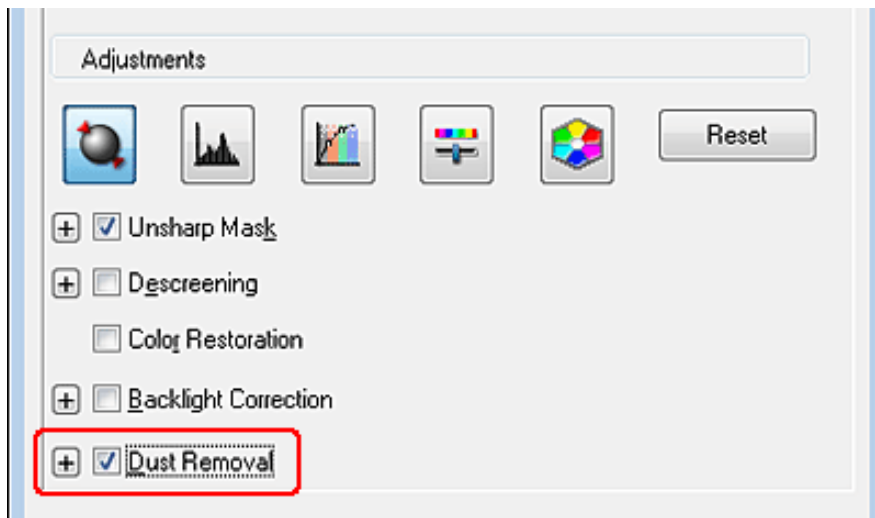 Adjustments
Reset
Unsharp Mask
Descreening
Color Restoration
Backlight Correction
Dust Removal